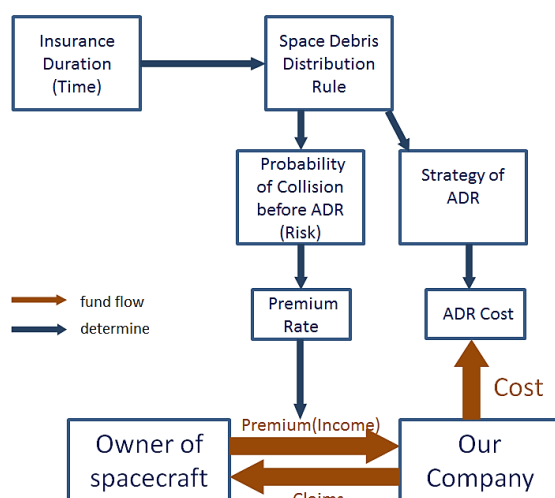 Insurance
Duration
(Time)
Space Debris
Distribution
Rule
Probability
of Collision
before ADR
(Risk)
Strategy of
ADR
fund flow
determine
Premium
Rate
ADR Cost
Cost
Premium(Income)
Owner of
spacecraft
Our
Company
Claims